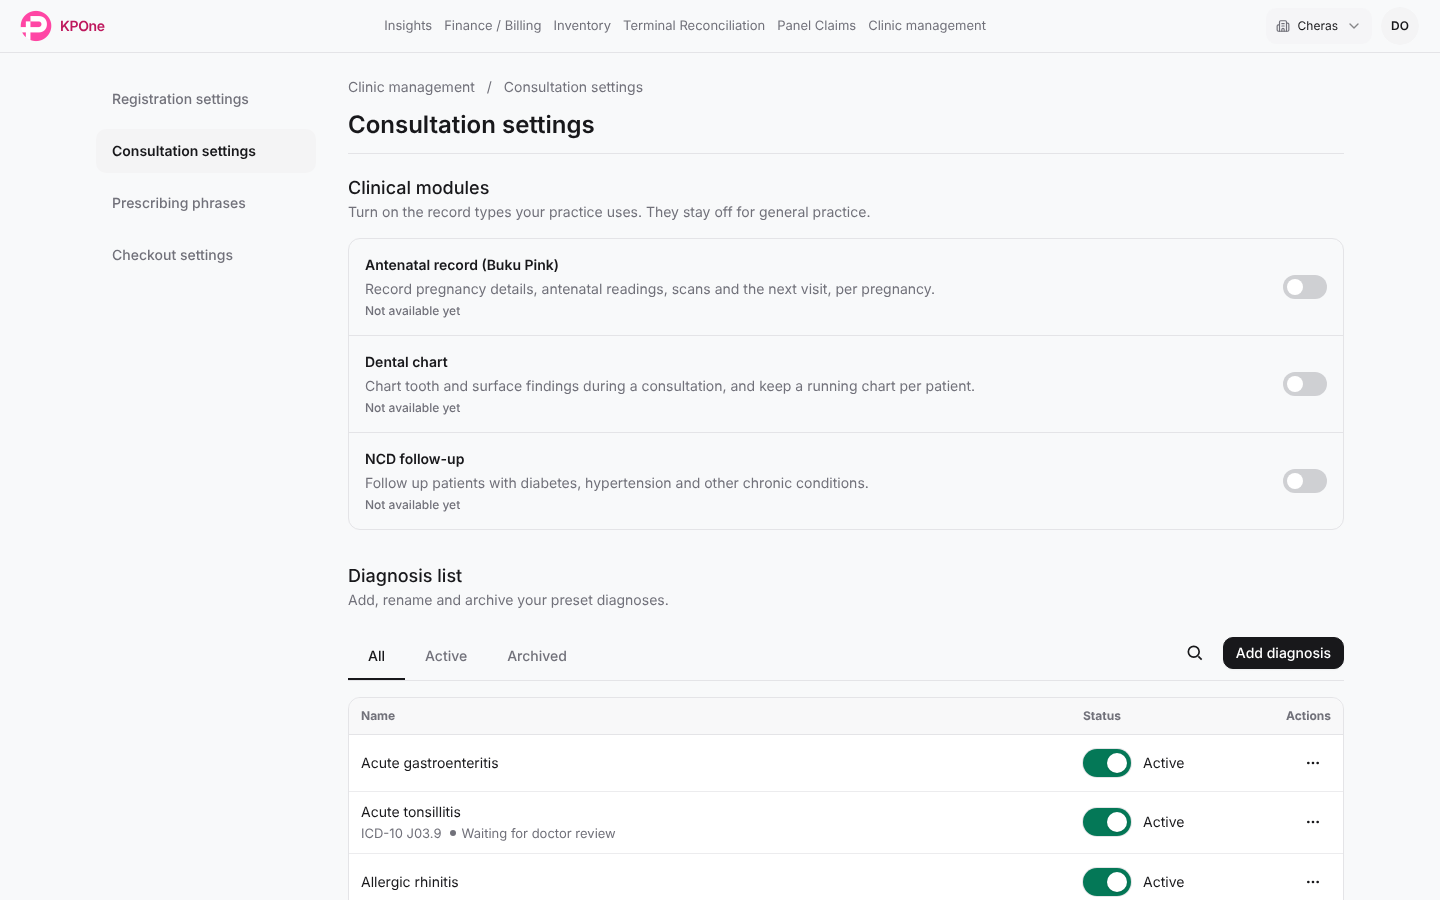 KPOne
Insights Finance / Billing Inventory Terminal Reconciliation Panel Claims Clinic management
Cheras
DO
Registration settings
Consultation settings
Prescribing phrases
Checkout settings
Clinic management / Consultation settings
Consultation settings
Clinical modules
Turn on the record types your practice uses. They stay off for general practice.
Antenatal record (Buku Pink)
Record pregnancy details, antenatal readings, scans and the next visit, per pregnancy.
Not available yet
Dental chart
Chart tooth and surface findings during a consultation, and keep a running chart per patient.
Not available yet
NCD follow-up
Follow up patients with diabetes, hypertension and other chronic conditions.
Not available yet
Diagnosis list
Add, rename and archive your preset diagnoses.
All Active Archived
Add diagnosis
Name Status Actions
Acute gastroenteritis Active
Acute tonsillitis
ICD-10 J03.9 • Waiting for doctor review
Active
Allergic rhinitis Active